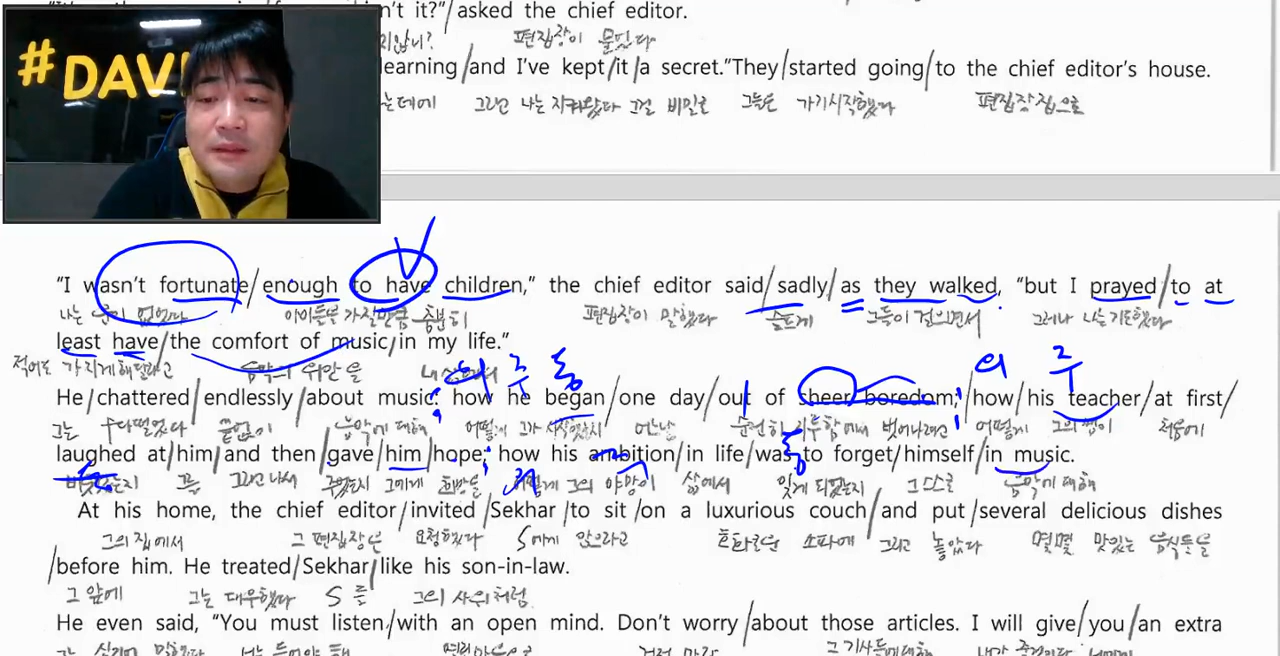 #DAV
n't it?" asked the chief editor.
편집장이 물었다
learning/and I've kept/it/a secret."They/started going/to the chief editor's house.
는데에 그리고 나는 지켜왔다 그걸 비밀로 그들은 가기시작했다 편집장 집으로
"I wasn't fortunate/enough to have children," the chief editor said/sadly/as they walked, "but I prayed/to at
나는 운이 없었다 아이들을 가질만큼 충분히 편집장이 말했다 슬프게 그들이 걸으면서 그러나 나는 기도했다
least have/the comfort of music/in my life."
적어도 가지게해달라고 음악의 위안을
의 주 동
He/chattered/endlessly/about music: how he began/one day/out of sheer boredom; /how/his teacher/at first/
의 주
그는 수다떨었다 끝없이 음악에 대해 어떻게 그가 시작했는지 어느날 벗어나려고 어떻게 그의 처음에
laughed at/him/and then/gave/him/hope; how his ambition/in life/was to forget/himself/in music.
그를 그리고 나서 주었는지 그에게 희망을 그의 야망이 삶에서 잊게 되었는지 그 스스로 음악에 대해
At his home, the chief editor/invited/Sekhar/to sit/on a luxurious couch/and put/several delicious dishes
그의 집에서 그 편집장은 요청했다 S에게 앉으라고 호화로운 소파에 그리고 놓았다 몇몇 맛있는 음식들을
/before him. He treated/Sekhar/like his son-in-law.
그 앞에 그는 대우했다 S를 그의 사위처럼
He even said, "You must listen/with an open mind. Don't worry/about those articles. I will give/you/an extra
그 기사들에대해